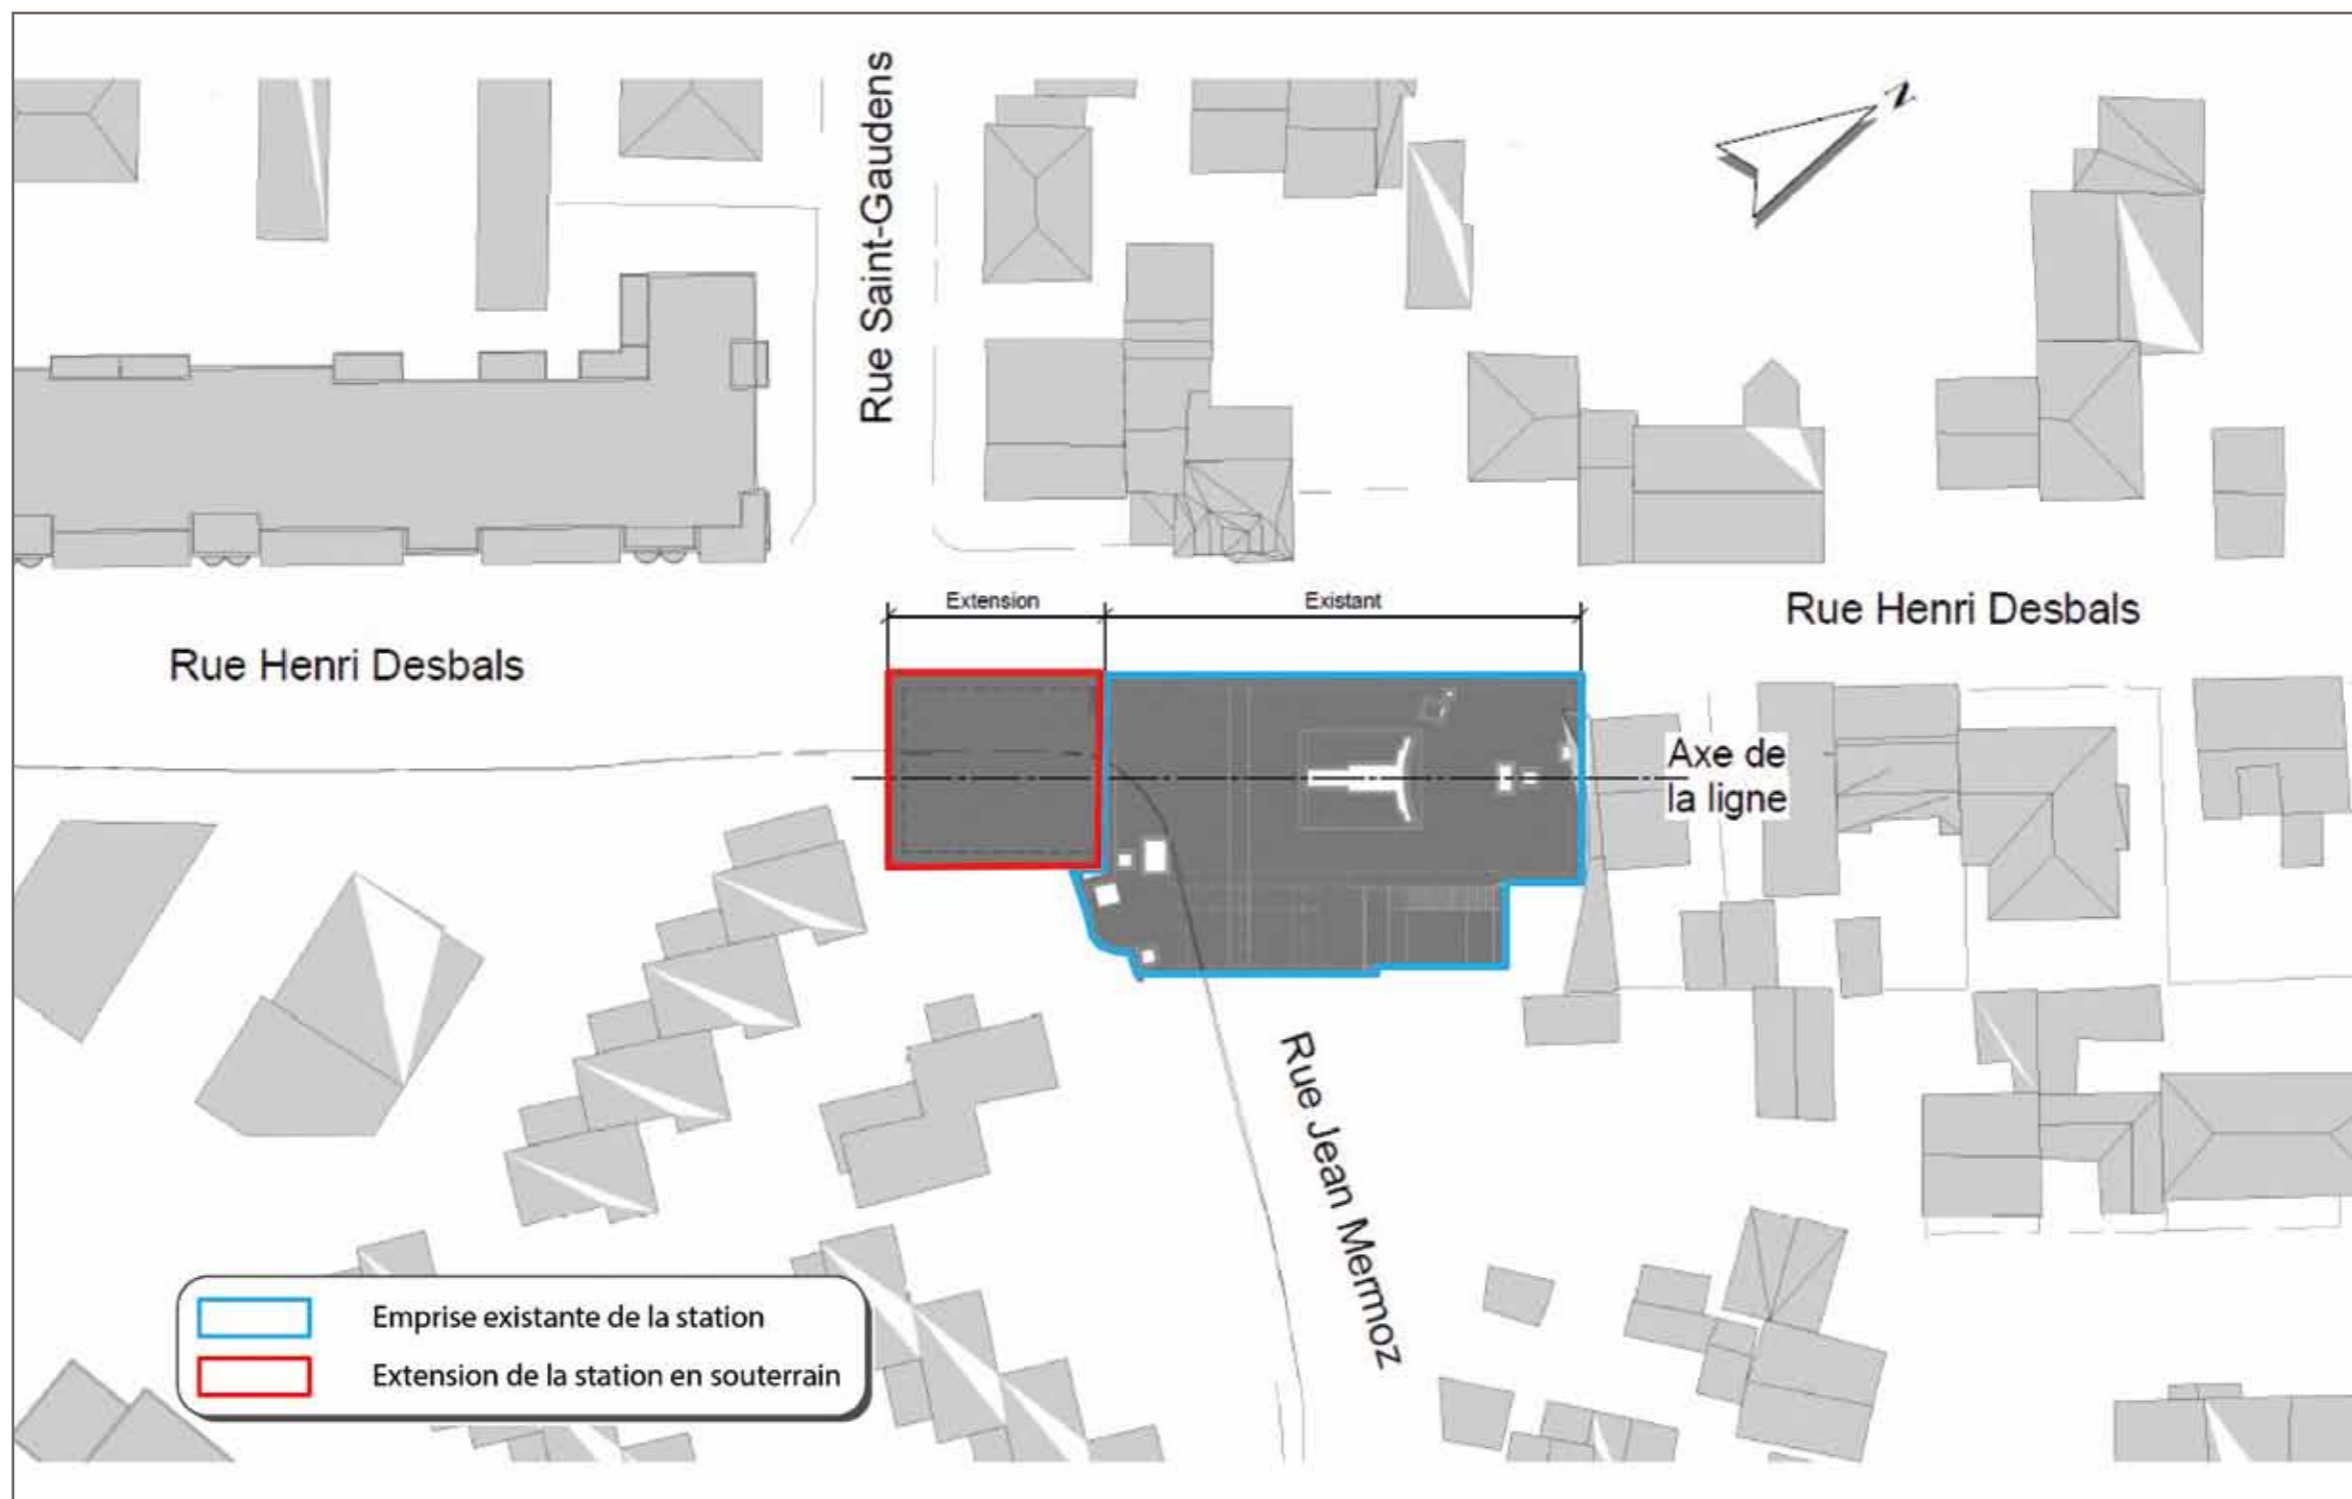 Rue Saint-Gaudens
N
Extension
Existant
Rue Henri Desbals
Rue Henri Desbals
Axe de
la ligne
Rue Jean Mermoz
Emprise existante de la station
Extension de la station en souterrain